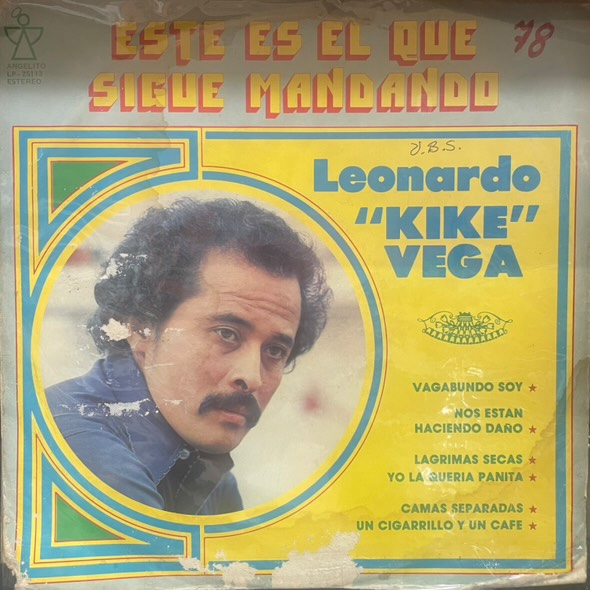 ESTE ES EL QUE
78
SIGUE MANDANDO
ANGELITO
LP-25113
ESTEREO
J.B.S.
Leonardo
"KIKE"
VEGA
VAGABUNDO SOY ★
NOS ESTAN
HACIENDO DAÑO ★
LAGRIMAS SECAS ★
YO LA QUERIA PANITA ★
CAMAS SEPARADAS ★
UN CIGARRILLO Y UN CAFE ★